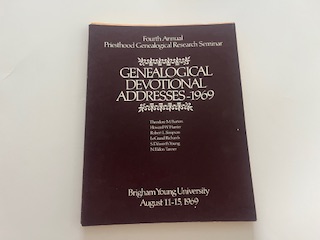 Fourth Annual
Priesthood Genealogical Research Seminar
GENEALOGICAL
DEVOTIONAL
ADDRESSES-1969
Theodore M. Burton
Howard W. Hunter
Robert L. Simpson
LeGrand Richards
S. Dilworth Young
N. Eldon Tanner
Brigham Young University
August 11-15, 1969